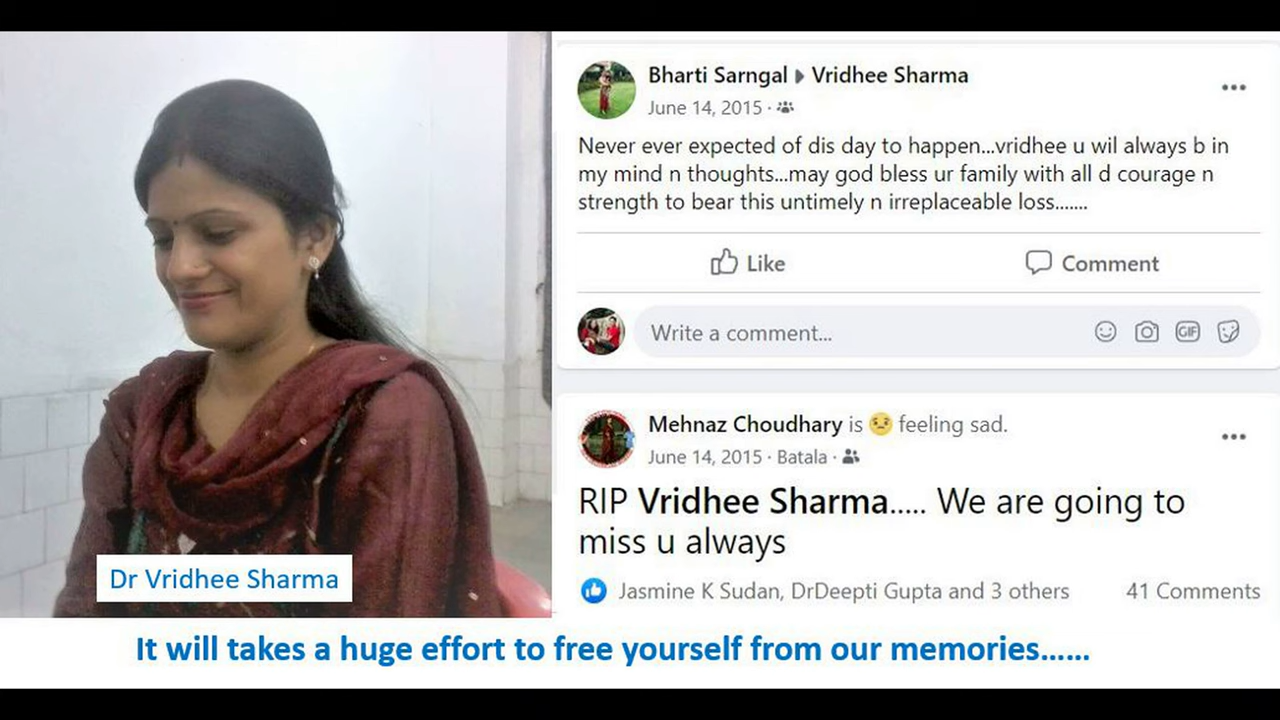 Dr Vridhee Sharma
Bharti Sarngal ▸ Vridhee Sharma
June 14, 2015 ·
Never ever expected of dis day to happen...vridhee u wil always b in
my mind n thoughts...may god bless ur family with all d courage n
strength to bear this untimely n irreplaceable loss.......
Like
Comment
Write a comment...
GIF
Mehnaz Choudhary is 😟 feeling sad.
June 14, 2015 · Batala ·
RIP Vridhee Sharma..... We are going to
miss u always
Jasmine K Sudan, DrDeepti Gupta and 3 others
41 Comments
It will takes a huge effort to free yourself from our memories......